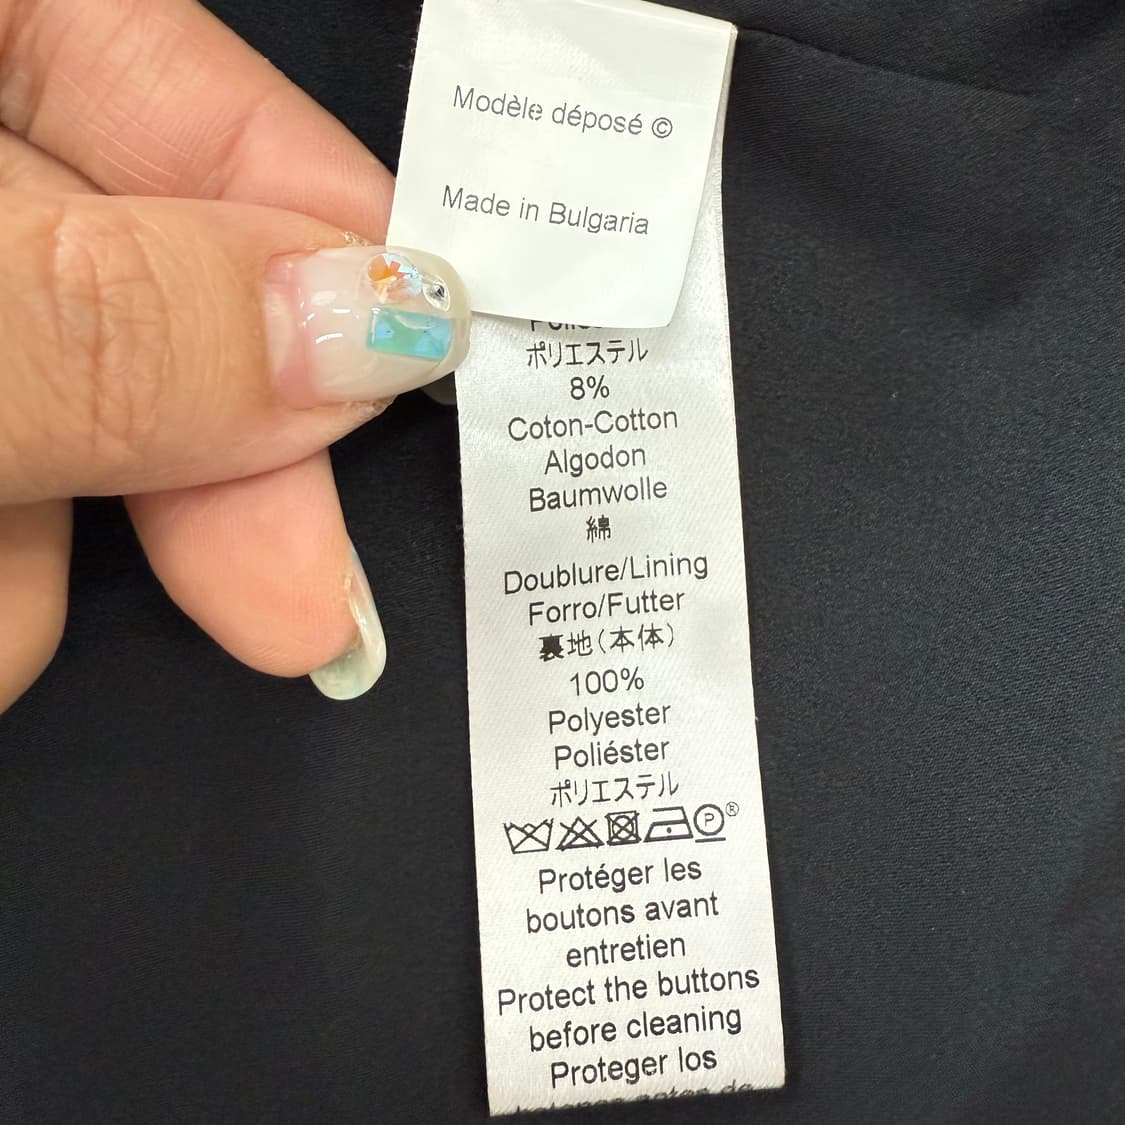 Modèle déposé ©
Made in Bulgaria
ポリエステル
8%
Coton-Cotton
Algodon
Baumwolle
綿
Doublure/Lining
Forro/Futter
裏地(本体)
100%
Polyester
Poliéster
ポリエステル
P®
Protéger les
boutons avant
entretien
Protect the buttons
before cleaning
Proteger los